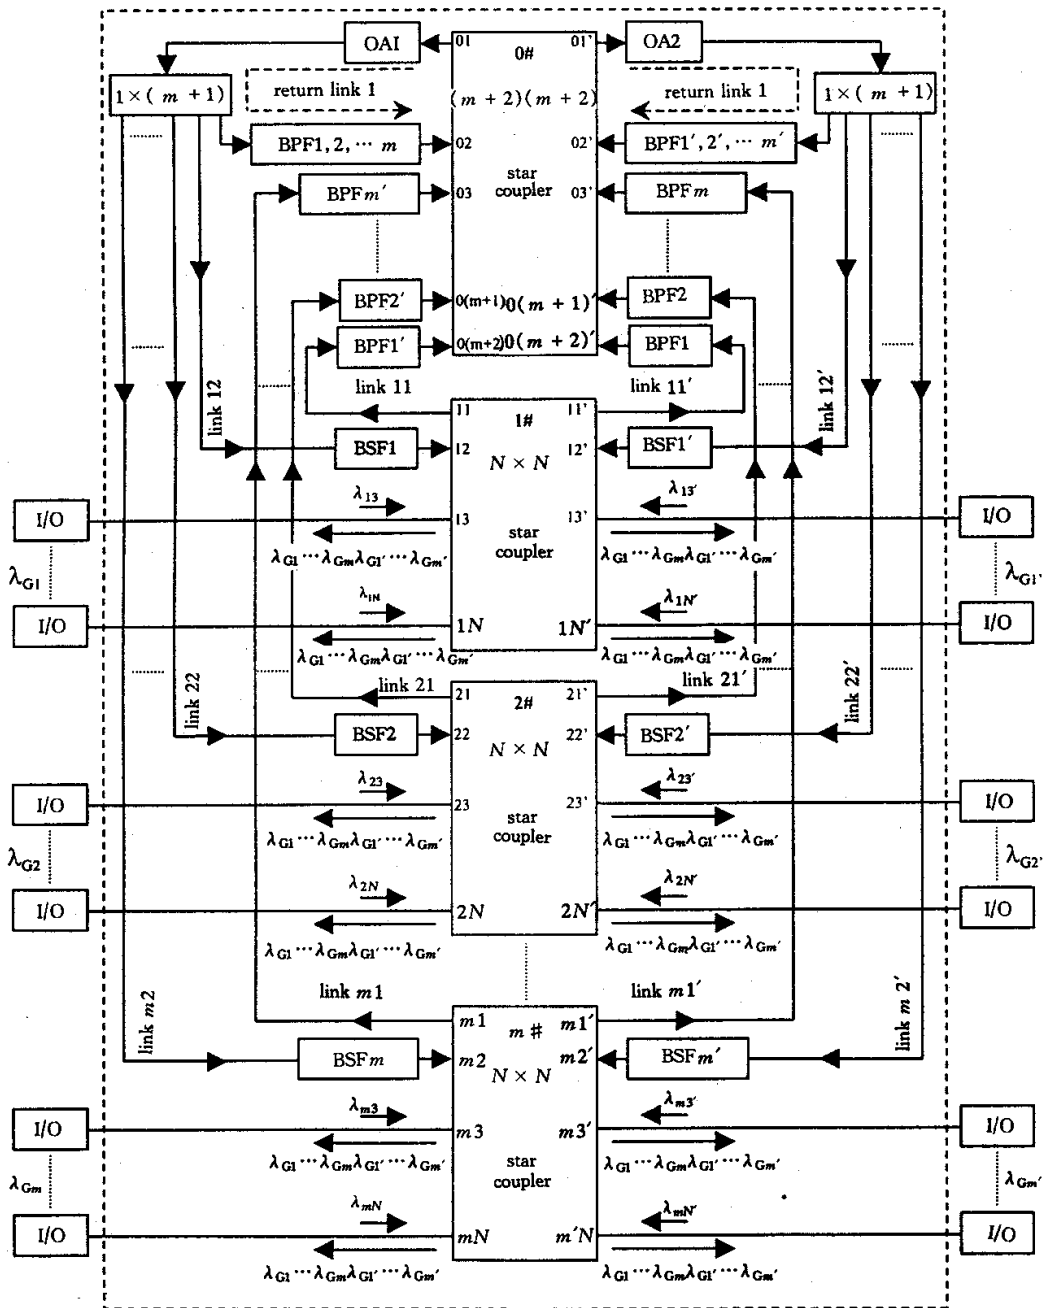 OA1 01 0# 01' OA2
1×(m+1) return link 1 (m+2)(m+2) return link 1 1×(m+1)
BPF1, 2, ··· m 02 02' BPF1′, 2′, ··· m′
star
coupler
BPFm′ 03 03' BPFm
BPF2′ 0(m+1) 0(m+1)′ BPF2
BPF1′ 0(m+2) 0(m+2)′ BPF1
link 12 link 11 link 11′ link 12′
11 1# 11'
BSF1 12 N×N 12' BSF1′
λ13 λ13′
I/O 13 star 13' I/O
coupler
λG1···λGmλG1′···λGm′ λG1···λGmλG1′···λGm′
λG1 λG1'
λ1N λ1N′
I/O 1N 1N′ I/O
λG1···λGmλG1′···λGm′ λG1···λGmλG1′···λGm′
link 22 link 21 link 21′ link 22′
21 2# 21'
BSF2 22 N×N 22' BSF2′
λ23 λ23′
I/O 23 star 23' I/O
coupler
λG1···λGmλG1′···λGm′ λG1···λGmλG1′···λGm′
λG2 λG2'
λ2N λ2N′
I/O 2N 2N′ I/O
λG1···λGmλG1′···λGm′ λG1···λGmλG1′···λGm′
link m2 link m1 link m1′ link m 2′
m1 m# m1′
BSFm m2 N×N m2′ BSFm′
λm3 λm3′
I/O m3 star m3′ I/O
coupler
λG1···λGmλG1′···λGm′ λG1···λGmλG1′···λGm′
λGm λGm′
λmN λmN′
I/O mN m′N I/O
λG1···λGmλG1′···λGm′ λG1···λGmλG1′···λGm′